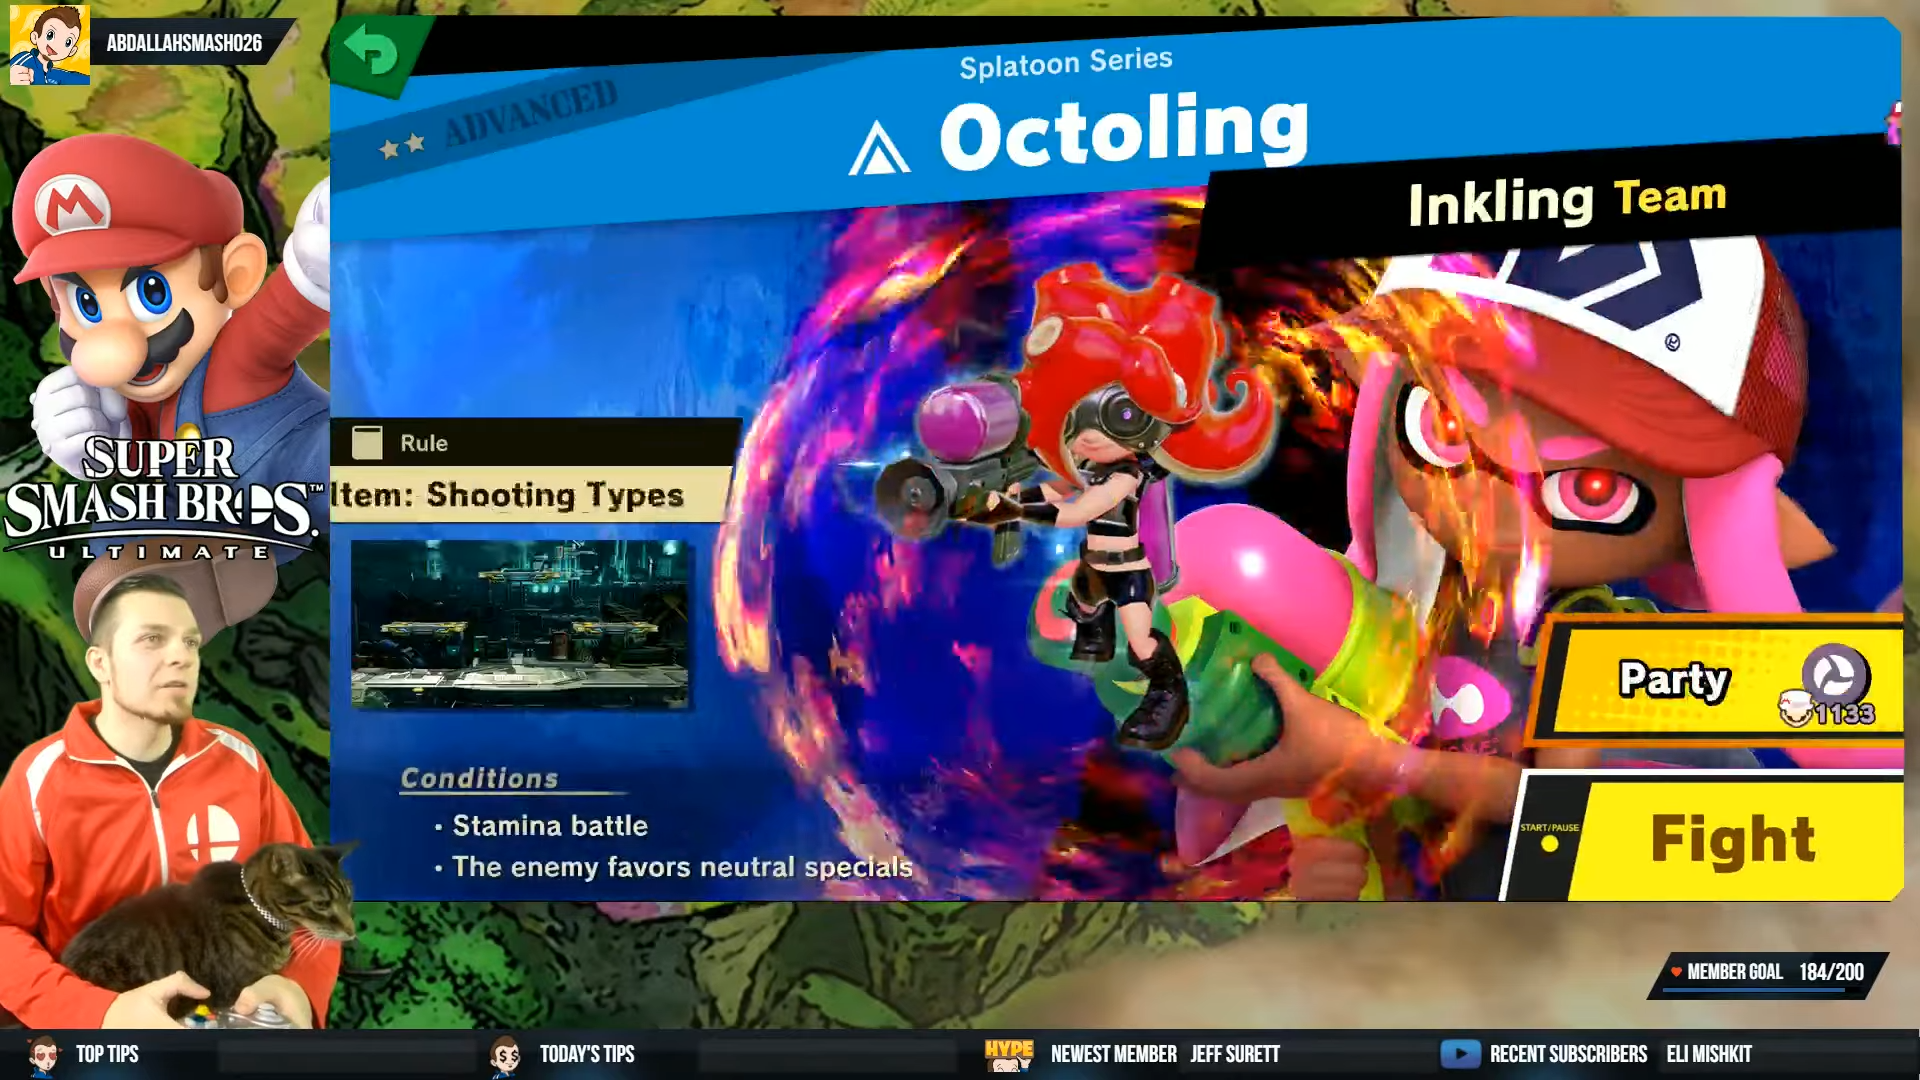 ABDALLAHSMASH026
Splatoon Series
ADVANCED
Octoling
Inkling Team
M
Rule
Item: Shooting Types
SUPER
SMASH BROS.™
ULTIMATE
Party
1133
Conditions
· Stamina battle
· The enemy favors neutral specials
START/PAUSE
Fight
MEMBER GOAL 184/200
TOP TIPS
TODAY'S TIPS
HYPE
NEWEST MEMBER JEFF SURETT
RECENT SUBSCRIBERS ELI MISHKIT